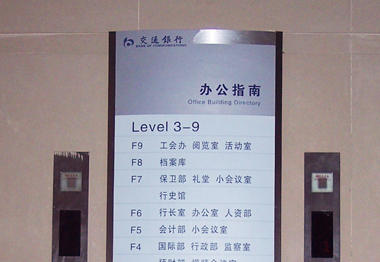 交通银行
BANK OF COMMUNICATIONS
办公指南
Office Building Directory
Level 3-9
F9 工会办 阅览室 活动室
F8 档案库
F7 保卫部 礼堂 小会议室
行史馆
F6 行长室 办公室 人资部
F5 会计部 小会议室
F4 国际部 行政部 监察室